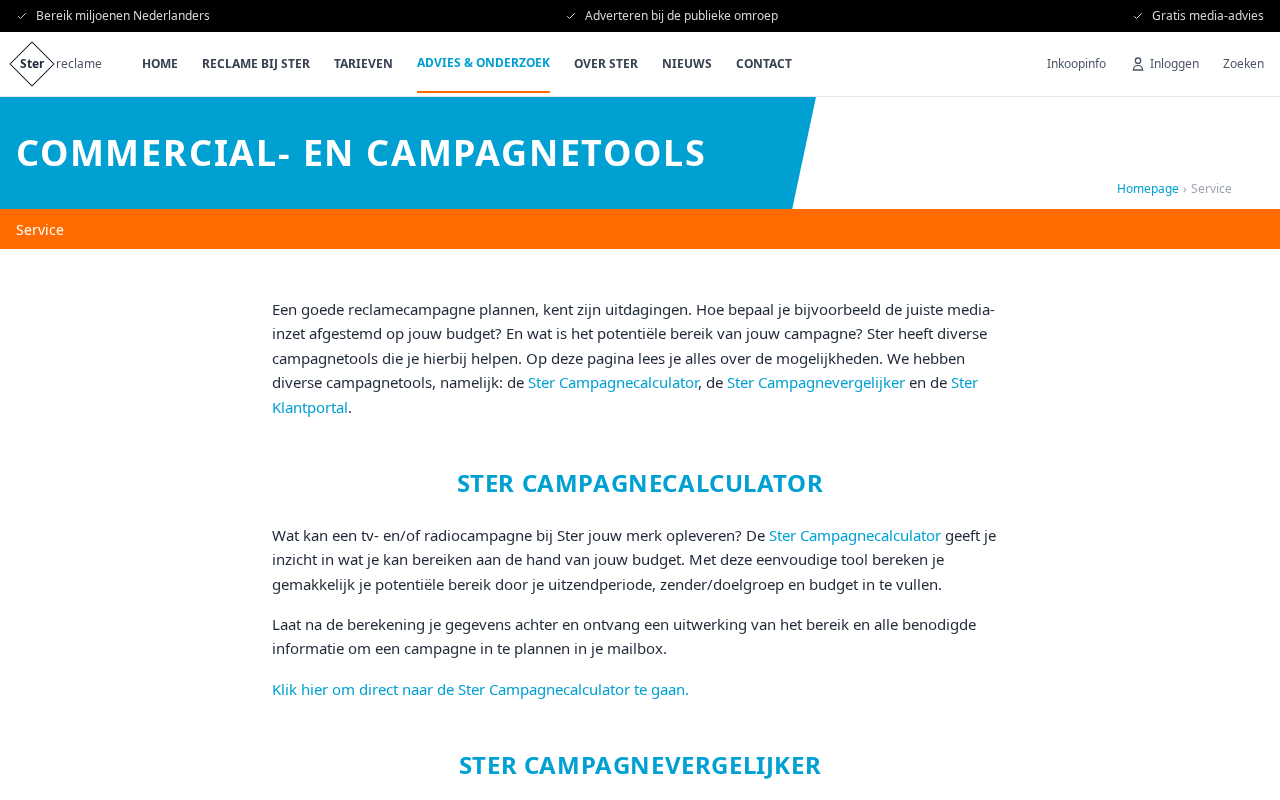 Bereik miljoenen Nederlanders
Adverteren bij de publieke omroep
Gratis media-advies
Ster reclame
HOME
RECLAME BIJ STER
TARIEVEN
ADVIES & ONDERZOEK
OVER STER
NIEUWS
CONTACT
Inkoopinfo
Inloggen
Zoeken
COMMERCIAL- EN CAMPAGNETOOLS
Homepage › Service
Service
Een goede reclamecampagne plannen, kent zijn uitdagingen. Hoe bepaal je bijvoorbeeld de juiste media-
inzet afgestemd op jouw budget? En wat is het potentiële bereik van jouw campagne? Ster heeft diverse
campagnetools die je hierbij helpen. Op deze pagina lees je alles over de mogelijkheden. We hebben
diverse campagnetools, namelijk: de Ster Campagnecalculator, de Ster Campagnevergelijker en de Ster
Klantportal.
STER CAMPAGNECALCULATOR
Wat kan een tv- en/of radiocampagne bij Ster jouw merk opleveren? De Ster Campagnecalculator geeft je
inzicht in wat je kan bereiken aan de hand van jouw budget. Met deze eenvoudige tool bereken je
gemakkelijk je potentiële bereik door je uitzendperiode, zender/doelgroep en budget in te vullen.
Laat na de berekening je gegevens achter en ontvang een uitwerking van het bereik en alle benodigde
informatie om een campagne in te plannen in je mailbox.
Klik hier om direct naar de Ster Campagnecalculator te gaan.
STER CAMPAGNEVERGELIJKER